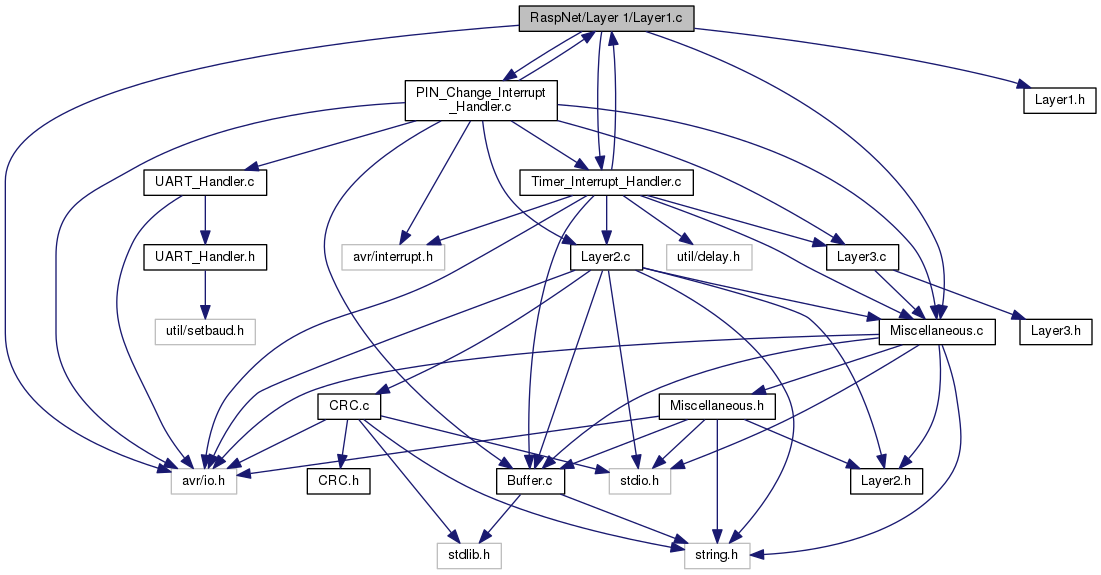 RaspNet/Layer 1/Layer1.c
PIN_Change_Interrupt
_Handler.c
Layer1.h
UART_Handler.c
Timer_Interrupt_Handler.c
UART_Handler.h
avr/interrupt.h
Layer2.c
util/delay.h
Layer3.c
util/setbaud.h
Miscellaneous.c
Layer3.h
CRC.c
Miscellaneous.h
avr/io.h
CRC.h
Buffer.c
stdio.h
Layer2.h
stdlib.h
string.h